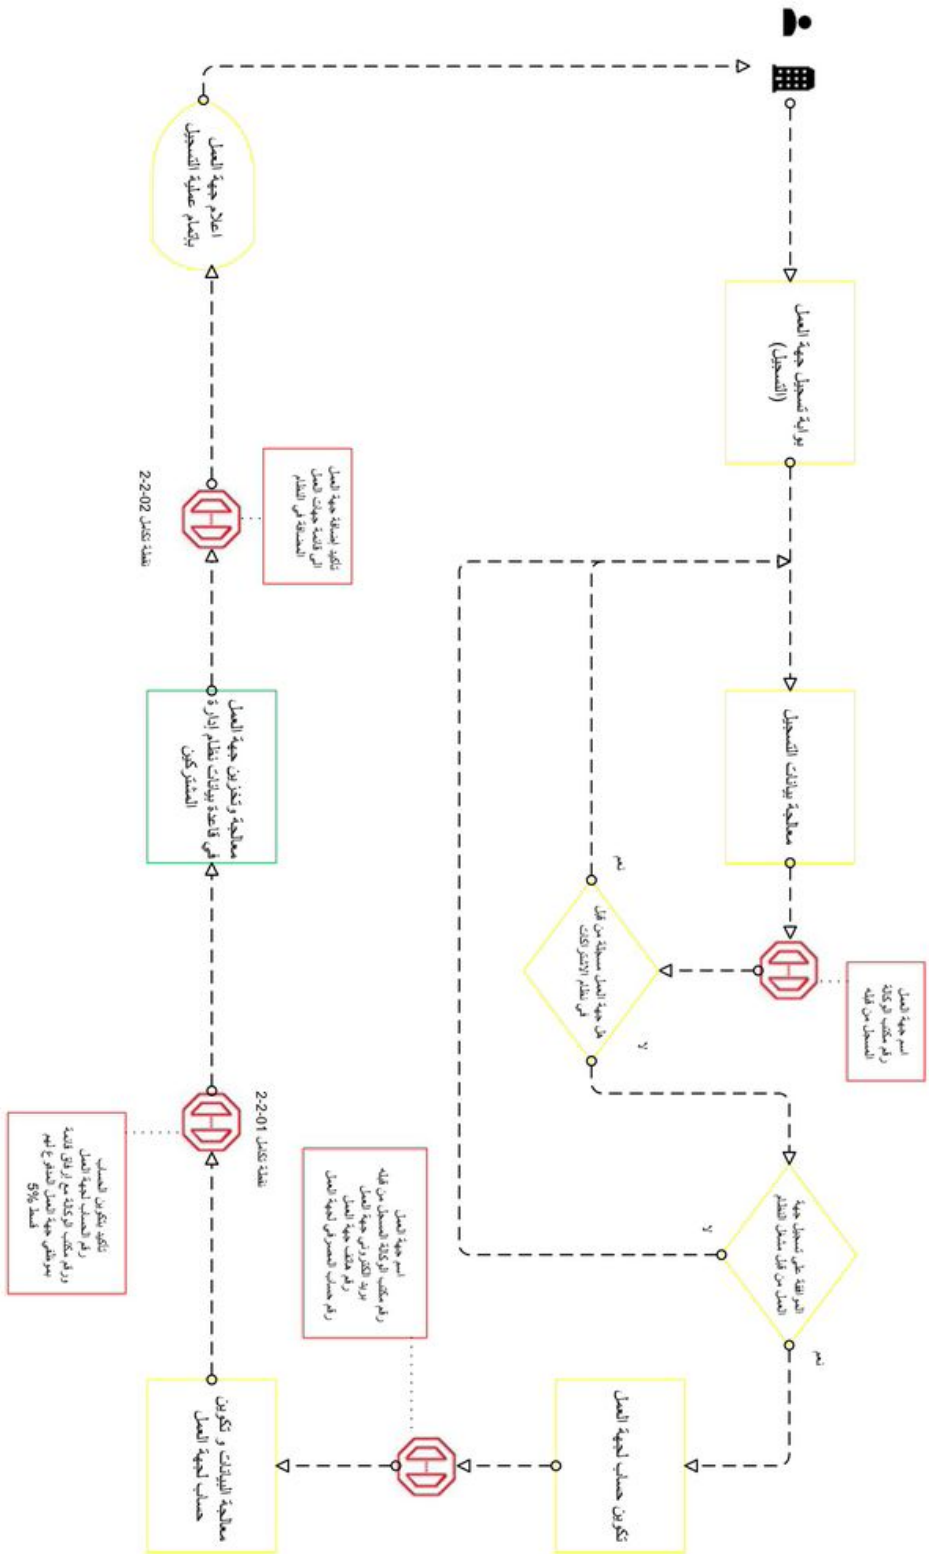 بوابة تسجيل جهة العمل
(التسجيل)
معالجة بيانات التسجيل
اسم جهة العمل
رقم مكتب الوكالة
المسجل من قبله
هل جهة العمل مسجلة من قبل
في نظام الاشتراكات
نعم
لا
الموافقة على تسجيل جهة
العمل من قبل مشغل النظام
لا
نعم
تكوين حساب لجهة العمل
اسم جهة العمل
رقم مكتب الوكالة المسجل من قبله
بريد الكتروني جهة العمل
رقم هاتف جهة العمل
رقم حساب المصرفي لجهة العمل
معالجة البيانات و تكوين
حساب لجهة العمل
نقطة تكامل 2-2-01
تأكيد بتكوين الحساب
رقم الحساب لجهة العمل
ورقم مكتب الوكالة مع إرفاق قائمة
بموظفي جهة العمل المدفوع لهم
قسط 5%
معالجة وتخزين جهة العمل
في قاعدة بيانات نظام إدارة
المشتركين
تأكيد إضافة جهة العمل
الى قائمة جهات العمل
المضافة في النظام
نقطة تكامل 2-2-02
اعلام جهة العمل
بإتمام عملية التسجيل